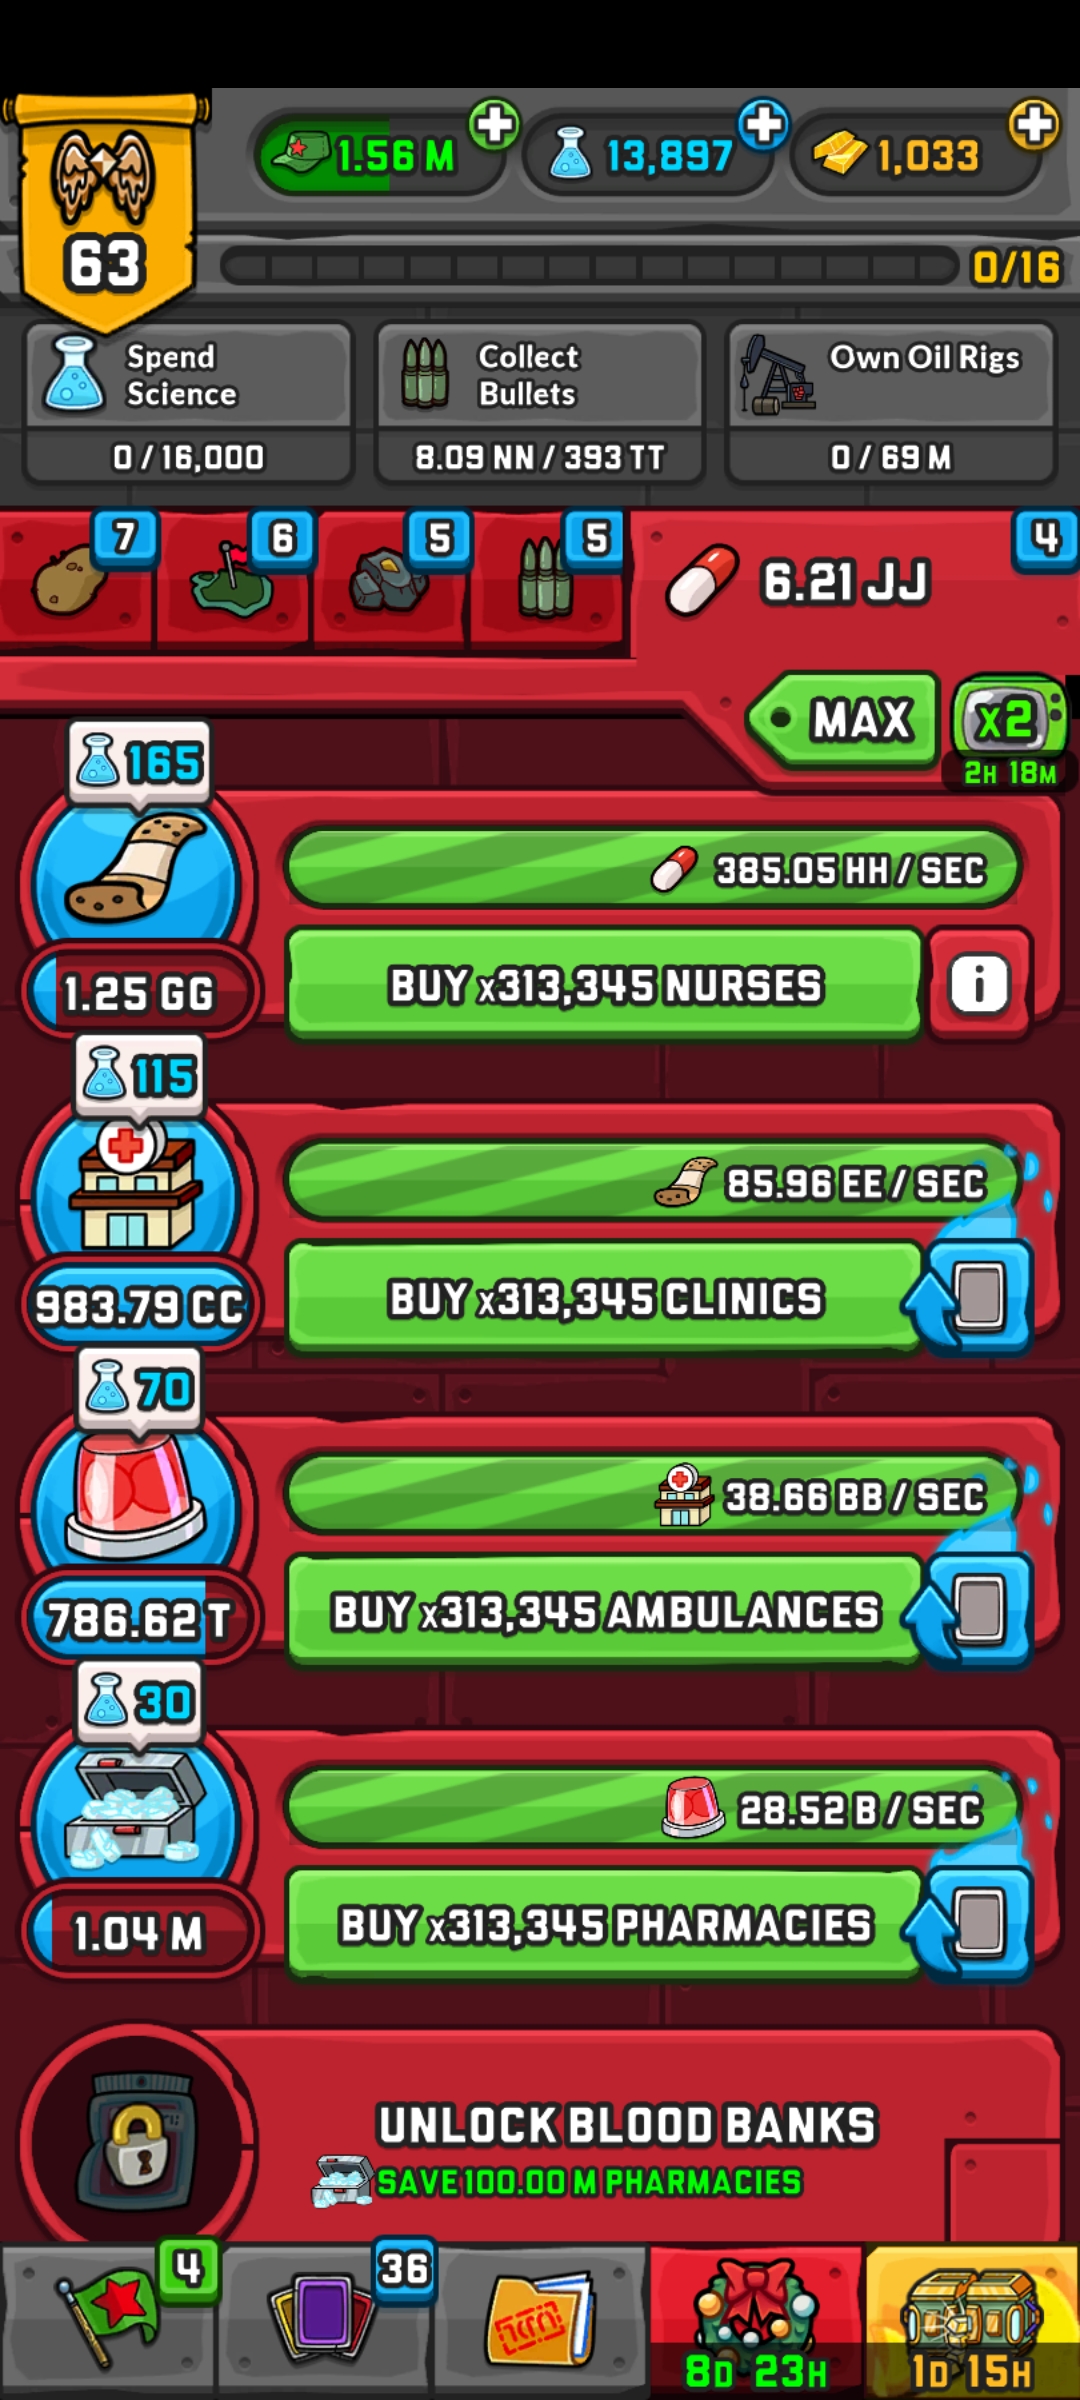 63
1.56 M
13,897
1,033
0/16
Spend
Science
0 / 16,000
Collect
Bullets
8.09 NN / 393 TT
Own Oil Rigs
0 / 69 M
7
6
5
5
6.21 JJ
4
MAX
x2
2H 18M
165
385.05 HH / SEC
1.25 GG
BUY x313,345 NURSES
i
115
85.96 EE / SEC
983.79 CC
BUY x313,345 CLINICS
70
38.66 BB / SEC
786.62 T
BUY x313,345 AMBULANCES
30
28.52 B / SEC
1.04 M
BUY x313,345 PHARMACIES
UNLOCK BLOOD BANKS
SAVE 100.00 M PHARMACIES
4
36
8D 23H
1D 15H